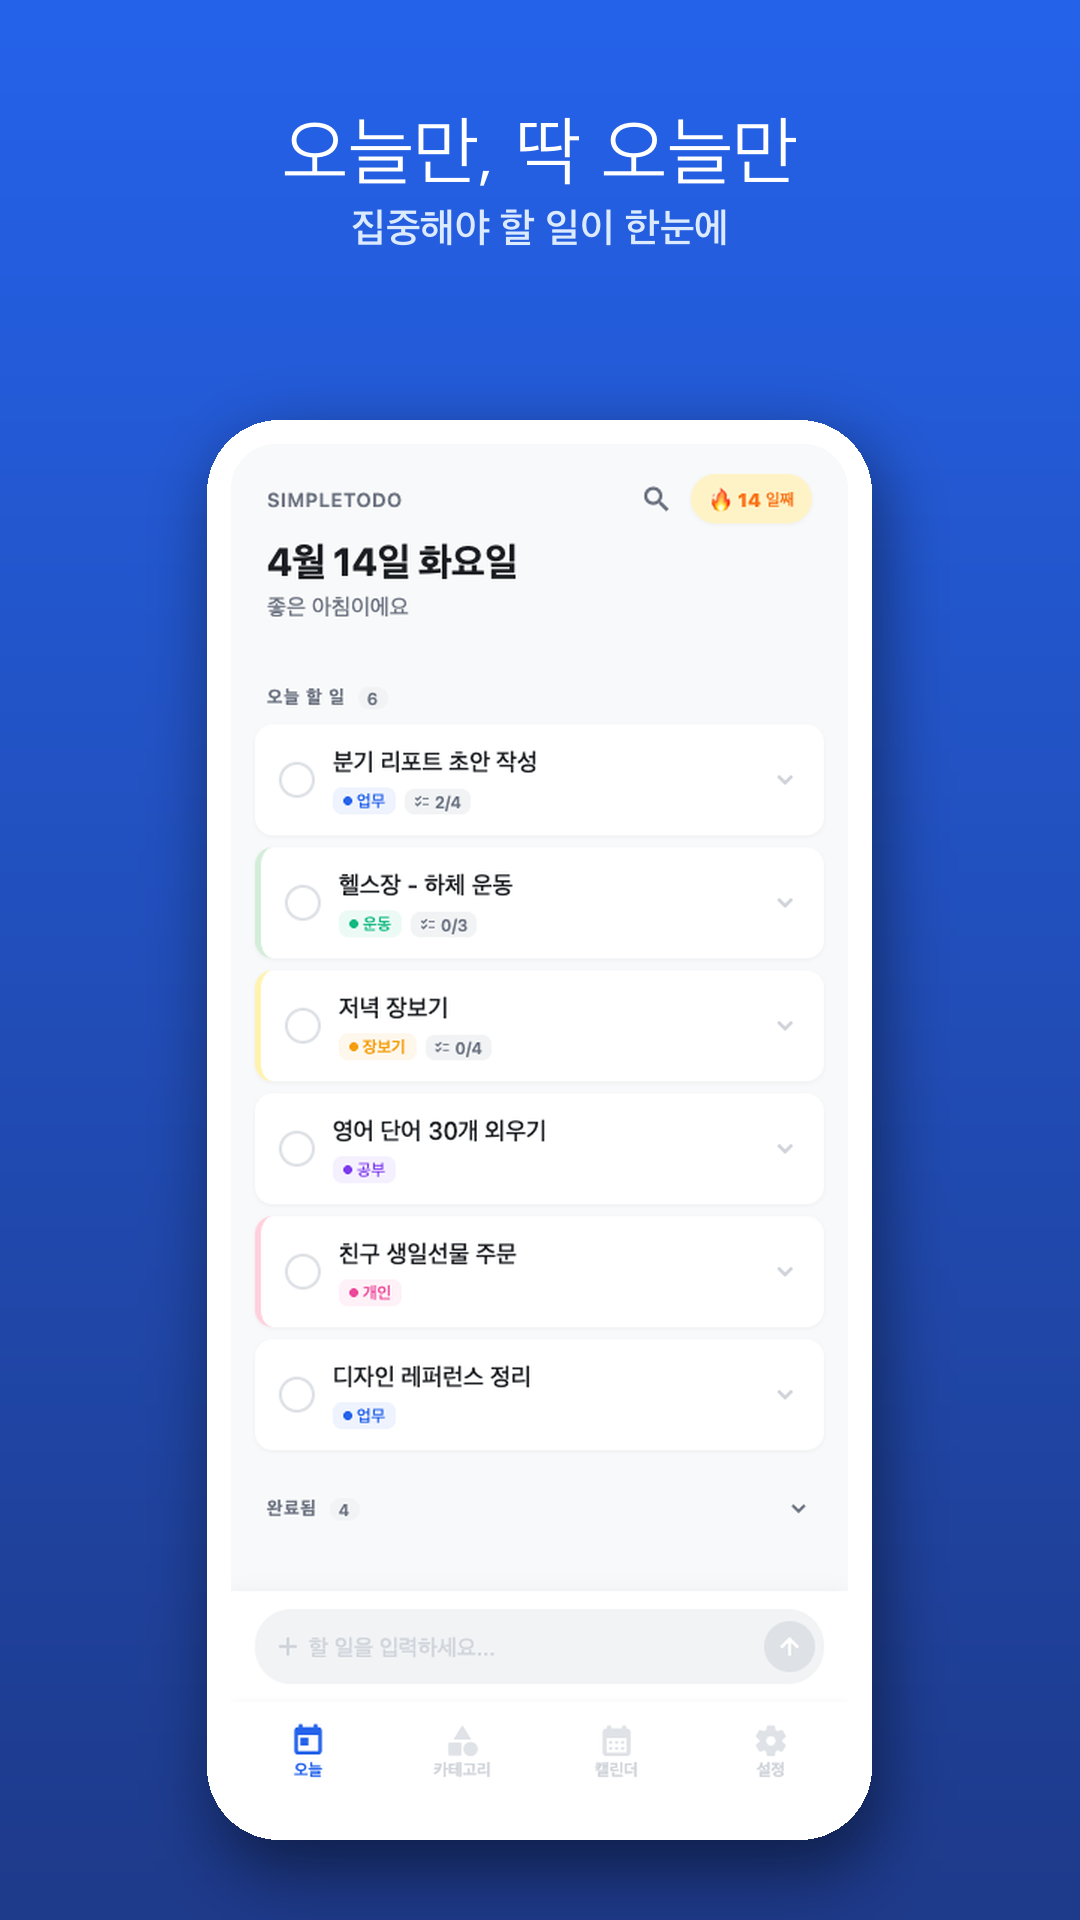 오늘만, 딱 오늘만
집중해야 할 일이 한눈에
SIMPLETODO
14 일째
4월 14일 화요일
좋은 아침이에요
오늘 할 일 6
분기 리포트 초안 작성
업무 2/4
헬스장 - 하체 운동
운동 0/3
저녁 장보기
장보기 0/4
영어 단어 30개 외우기
공부
친구 생일선물 주문
개인
디자인 레퍼런스 정리
업무
완료됨 4
할 일을 입력하세요...
오늘 카테고리 캘린더 설정